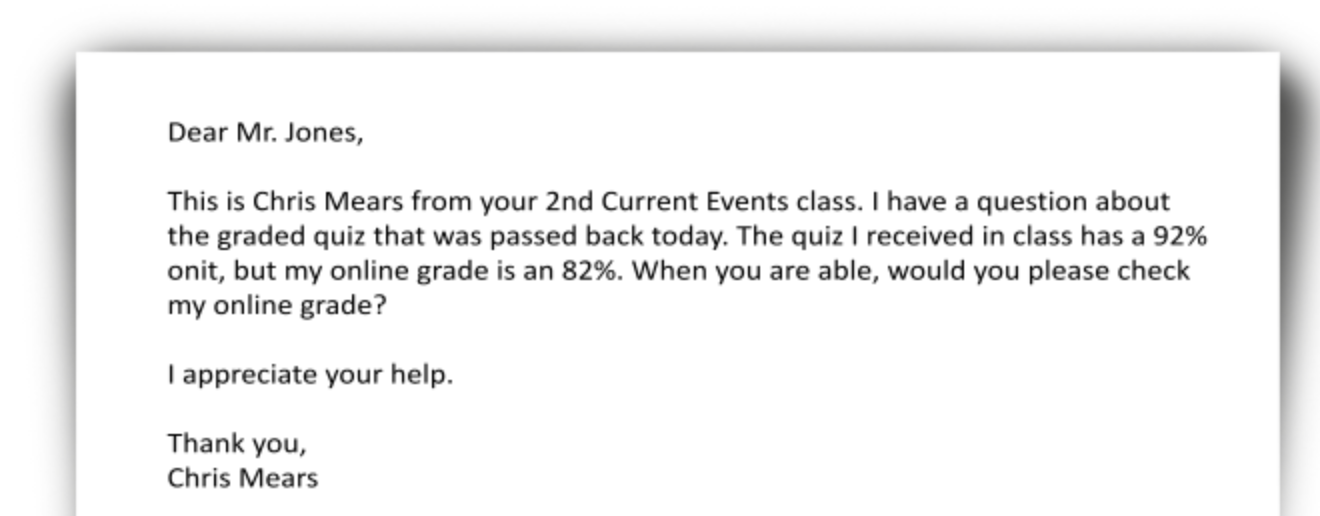 Dear Mr. Jones,
This is Chris Mears from your 2nd Current Events class. I have a question about
the graded quiz that was passed back today. The quiz I received in class has a 92%
onit, but my online grade is an 82%. When you are able, would you please check
my online grade?
I appreciate your help.
Thank you,
Chris Mears